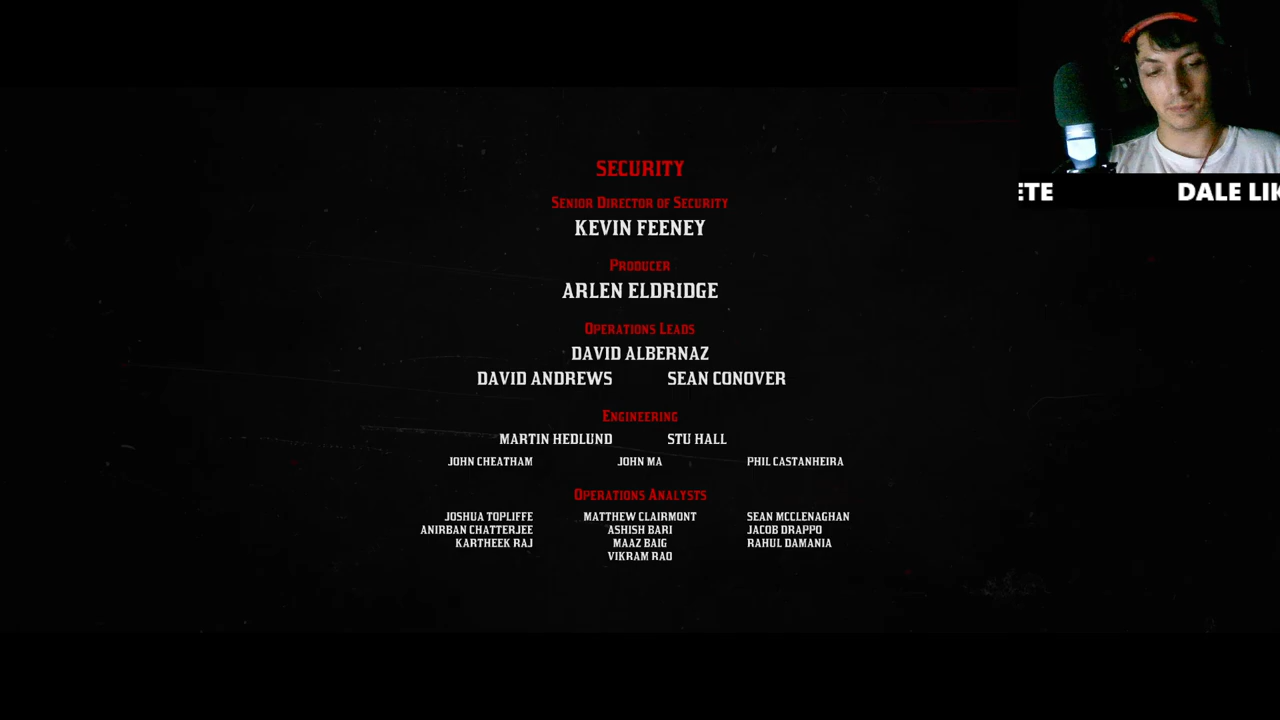 SECURITY
SENIOR DIRECTOR OF SECURITY
KEVIN FEENEY
PRODUCER
ARLEN ELDRIDGE
OPERATIONS LEADS
DAVID ALBERNAZ
DAVID ANDREWS SEAN CONOVER
ENGINEERING
MARTIN HEDLUND STU HALL
JOHN CHEATHAM JOHN MA PHIL CASTANHEIRA
OPERATIONS ANALYSTS
JOSHUA TOPLIFFE MATTHEW CLAIRMONT SEAN MCCLENAGHAN
ANIRBAN CHATTERJEE ASHISH BARI JACOB DRAPPO
KARTHEEK RAJ MAAZ BAIG RAHUL DAMANIA
VIKRAM RAO
ETE DALE LIK